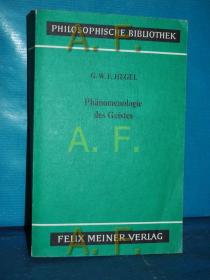 PHILOSOPHISCHE BIBLIOTHEK
A. F.
G. W. F. HEGEL
Phänomenologie
des Geistes
A. F.
FELIX MEINER VERLAG
A. F.